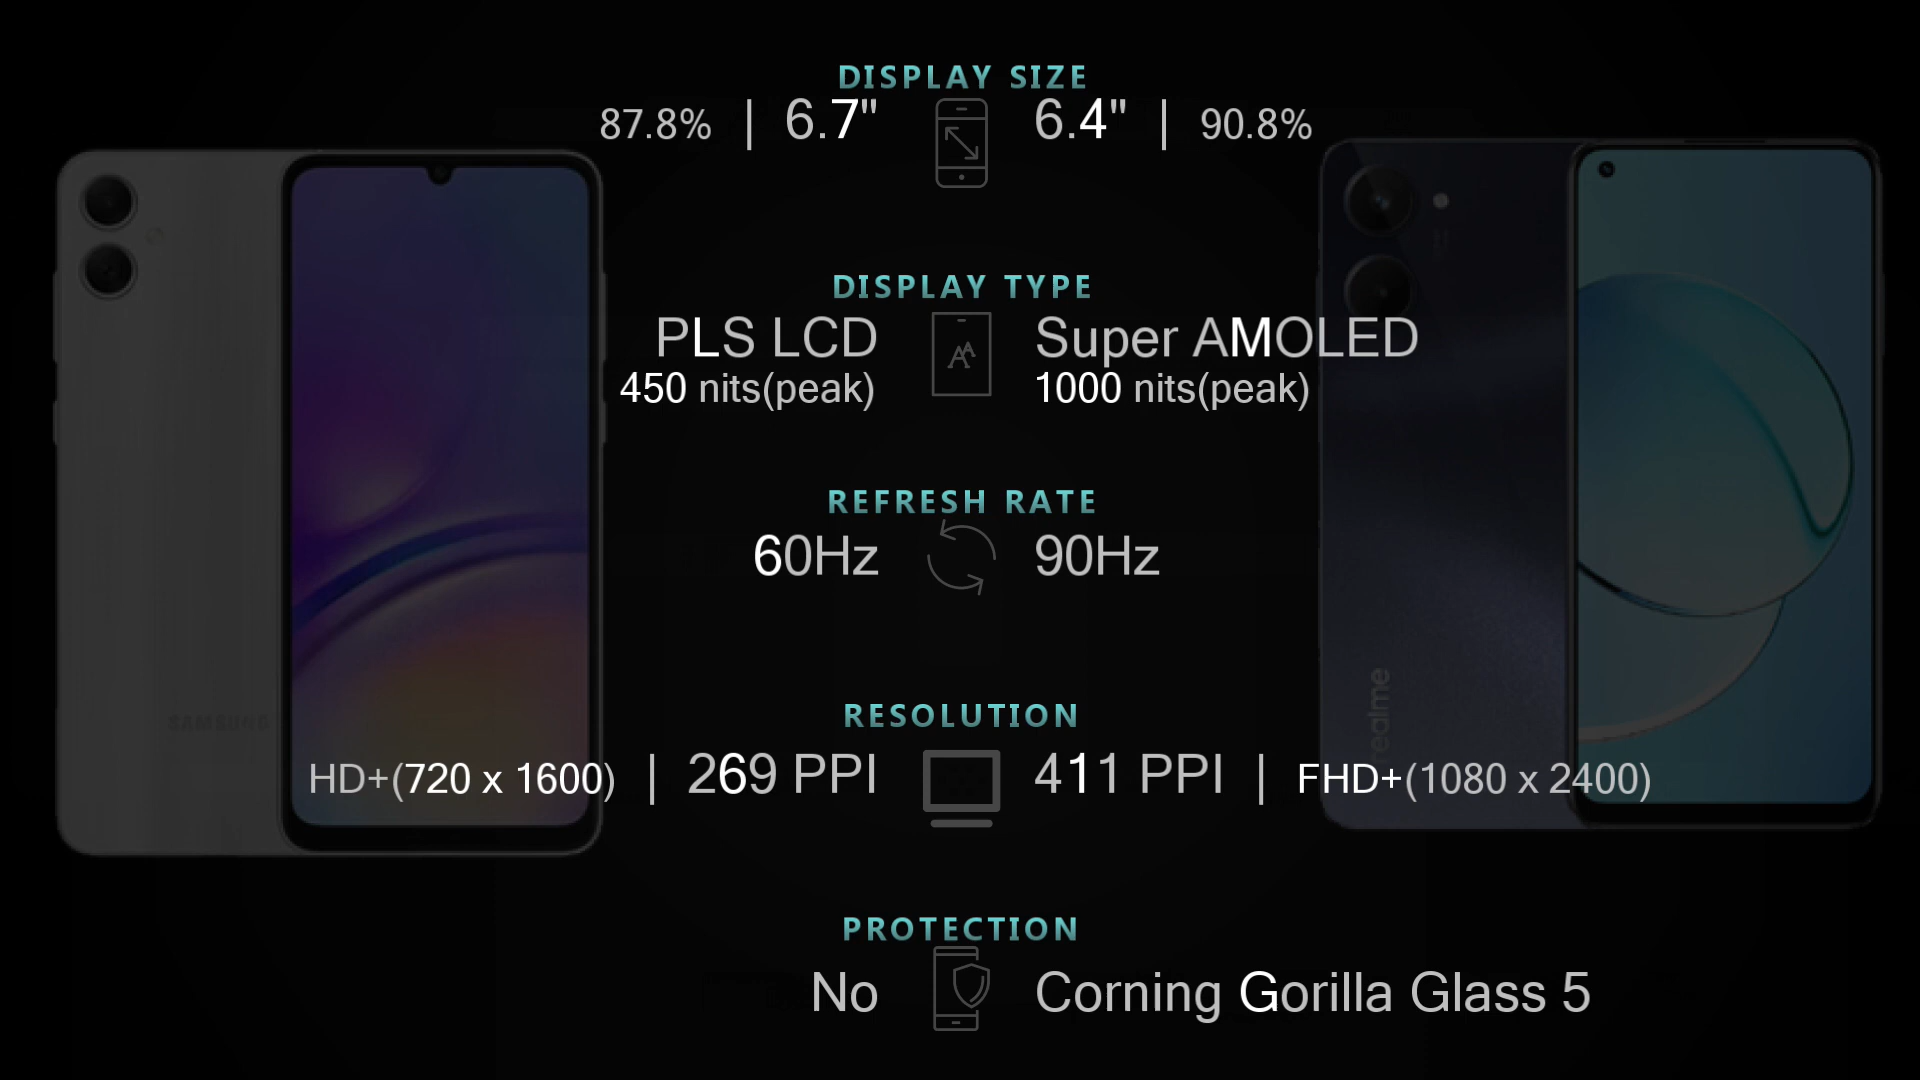 DISPLAY SIZE
87.8% | 6.7" 6.4" | 90.8%
DISPLAY TYPE
PLS LCD Super AMOLED
450 nits(peak) 1000 nits(peak)
REFRESH RATE
60Hz 90Hz
realme
RESOLUTION
SAMSUNG
HD+(720 x 1600) | 269 PPI 411 PPI | FHD+(1080 x 2400)
PROTECTION
No Corning Gorilla Glass 5